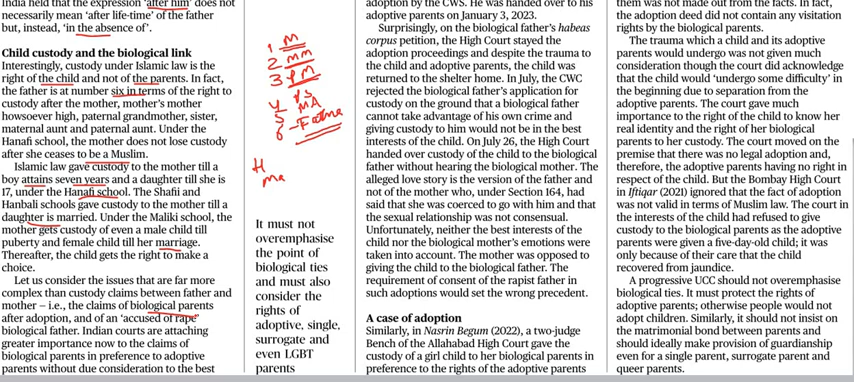 India held that the expression 'after him' does not
necessarily mean 'after life-time' of the father
but, instead, 'in the absence of'.
Child custody and the biological link
Interestingly, custody under Islamic law is the
right of the child and not of the parents. In fact,
the father is at number six in terms of the right to
custody after the mother, mother's mother
howsoever high, paternal grandmother, sister,
maternal aunt and paternal aunt. Under the
Hanafi school, the mother does not lose custody
after she ceases to be a Muslim.
Islamic law gave custody to the mother till a
boy attains seven years and a daughter till she is
17, under the Hanafi school. The Shafii and
Hanbali schools gave custody to the mother till a
daughter is married. Under the Maliki school, the
mother gets custody of even a male child till
puberty and female child till her marriage.
Thereafter, the child gets the right to make a
choice.
Let us consider the issues that are far more
complex than custody claims between father and
mother – i.e., the claims of biological parents
after adoption, and of an 'accused of rape'
biological father. Indian courts are attaching
greater importance now to the claims of
biological parents in preference to adoptive
parents without due consideration to the best
1 M
2 MM
3 PM
4
5 MA
6 - Father
H
Ma
It must not
overemphasise
the point of
biological ties
and must also
consider the
rights of
adoptive, single,
surrogate and
even LGBT
parents
adoption by the CWS. He was handed over to his
adoptive parents on January 3, 2023.
Surprisingly, on the biological father's habeas
corpus petition, the High Court stayed the
adoption proceedings and despite the trauma to
the child and adoptive parents, the child was
returned to the shelter home. In July, the CWC
rejected the biological father's application for
custody on the ground that a biological father
cannot take advantage of his own crime and
giving custody to him would not be in the best
interests of the child. On July 26, the High Court
handed over custody of the child to the biological
father without hearing the biological mother. The
alleged love story is the version of the father and
not of the mother who, under Section 164, had
said that she was coerced to go with him and that
the sexual relationship was not consensual.
Unfortunately, neither the best interests of the
child nor the biological mother's emotions were
taken into account. The mother was opposed to
giving the child to the biological father. The
requirement of consent of the rapist father in
such adoptions would set the wrong precedent.
A case of adoption
Similarly, in Nasrin Begum (2022), a two-judge
Bench of the Allahabad High Court gave the
custody of a girl child to her biological parents in
preference to the rights of the adoptive parents
them was not made out from the facts. In fact,
the adoption deed did not contain any visitation
rights by the biological parents.
The trauma which a child and its adoptive
parents would undergo was not given much
consideration though the court did acknowledge
that the child would 'undergo some difficulty' in
the beginning due to separation from the
adoptive parents. The court gave much
importance to the right of the child to know her
real identity and the right of her biological
parents to her custody. The court moved on the
premise that there was no legal adoption and,
therefore, the adoptive parents having no right in
respect of the child. But the Bombay High Court
in Iftiqar (2021) ignored that the fact of adoption
was not valid in terms of Muslim law. The court in
the interests of the child had refused to give
custody to the biological parents as the adoptive
parents were given a five-day-old child; it was
only because of their care that the child
recovered from jaundice.
A progressive UCC should not overemphasise
biological ties. It must protect the rights of
adoptive parents; otherwise people would not
adopt children. Similarly, it should not insist on
the matrimonial bond between parents and
should ideally make provision of guardianship
even for a single parent, surrogate parent and
queer parents.